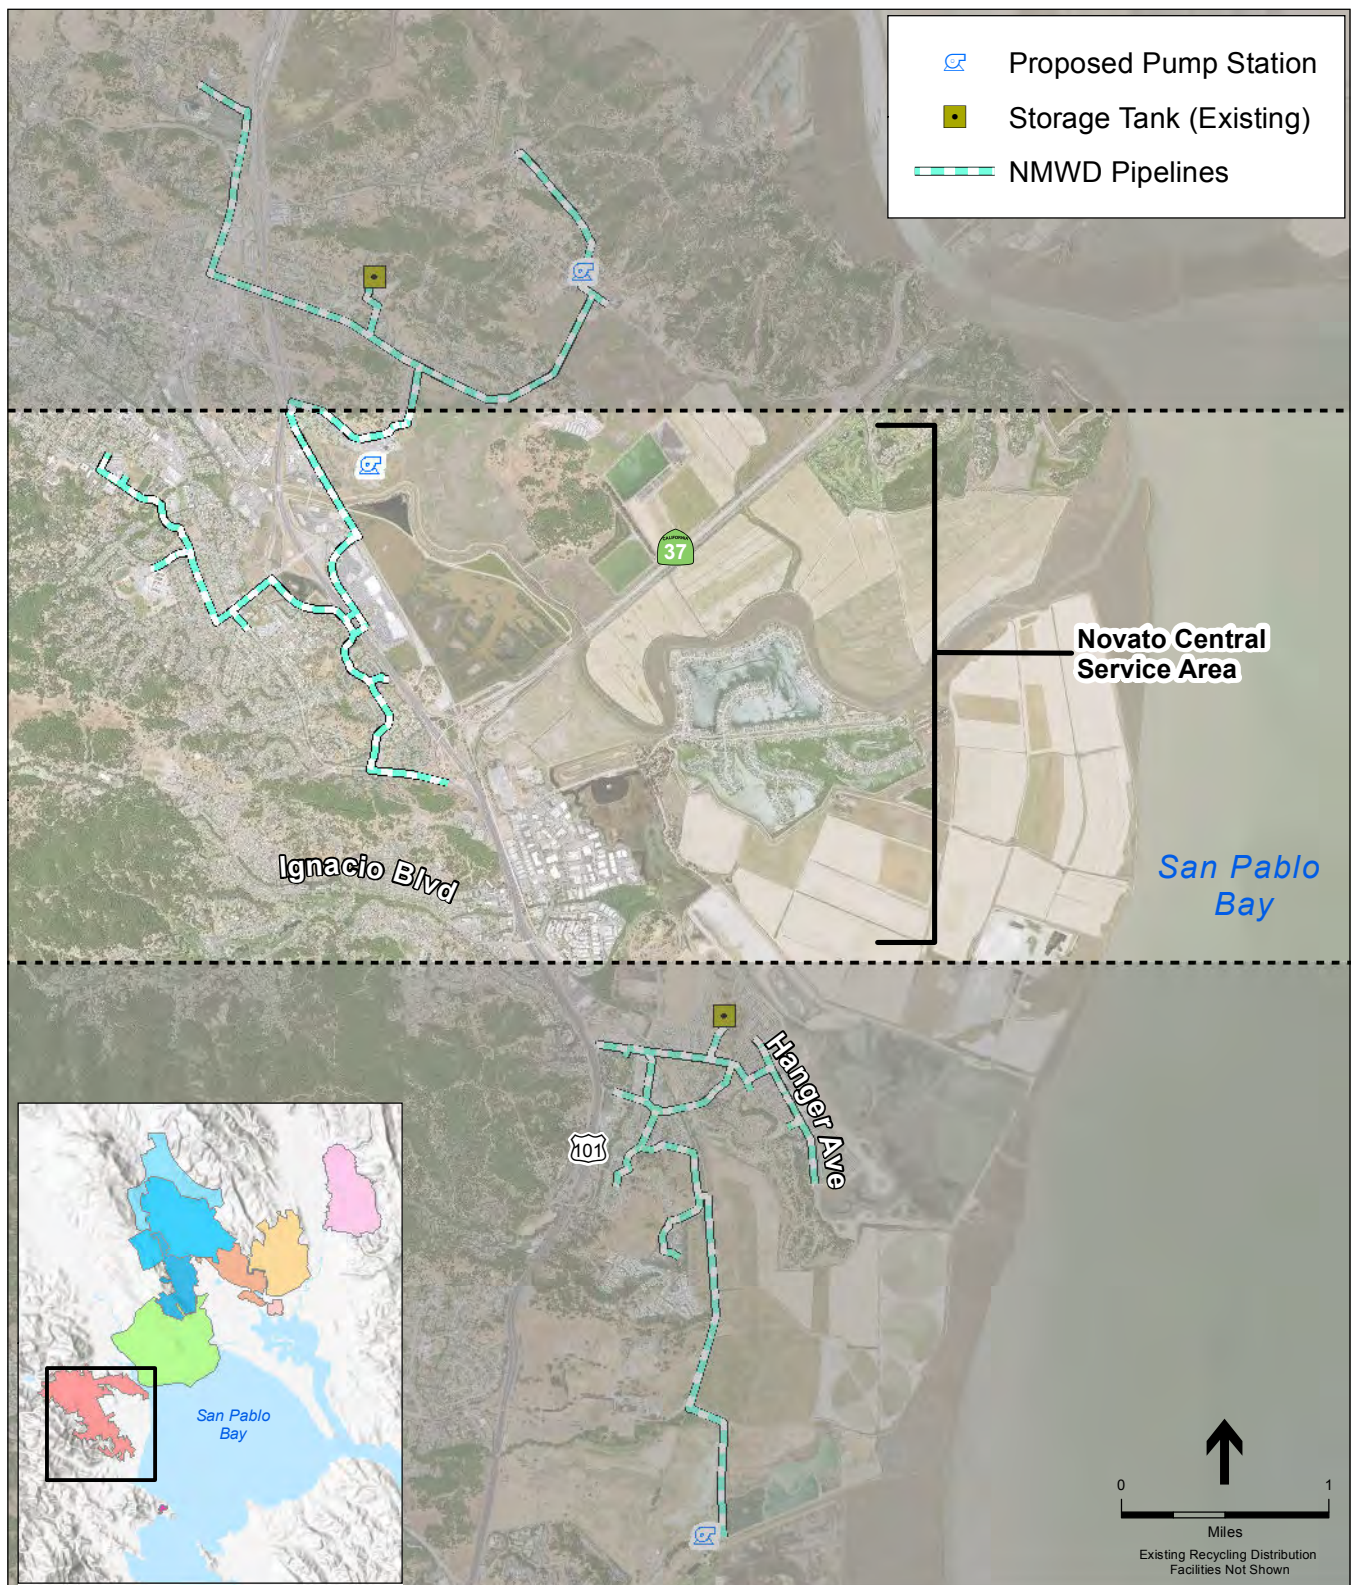 Proposed Pump Station
Storage Tank (Existing)
NMWD Pipelines
CALIFORNIA
37
Novato Central
Service Area
San Pablo
Bay
Ignacio Blvd
Hanger Ave
101
San Pablo
Bay
0 1
Miles
Existing Recycling Distribution
Facilities Not Shown